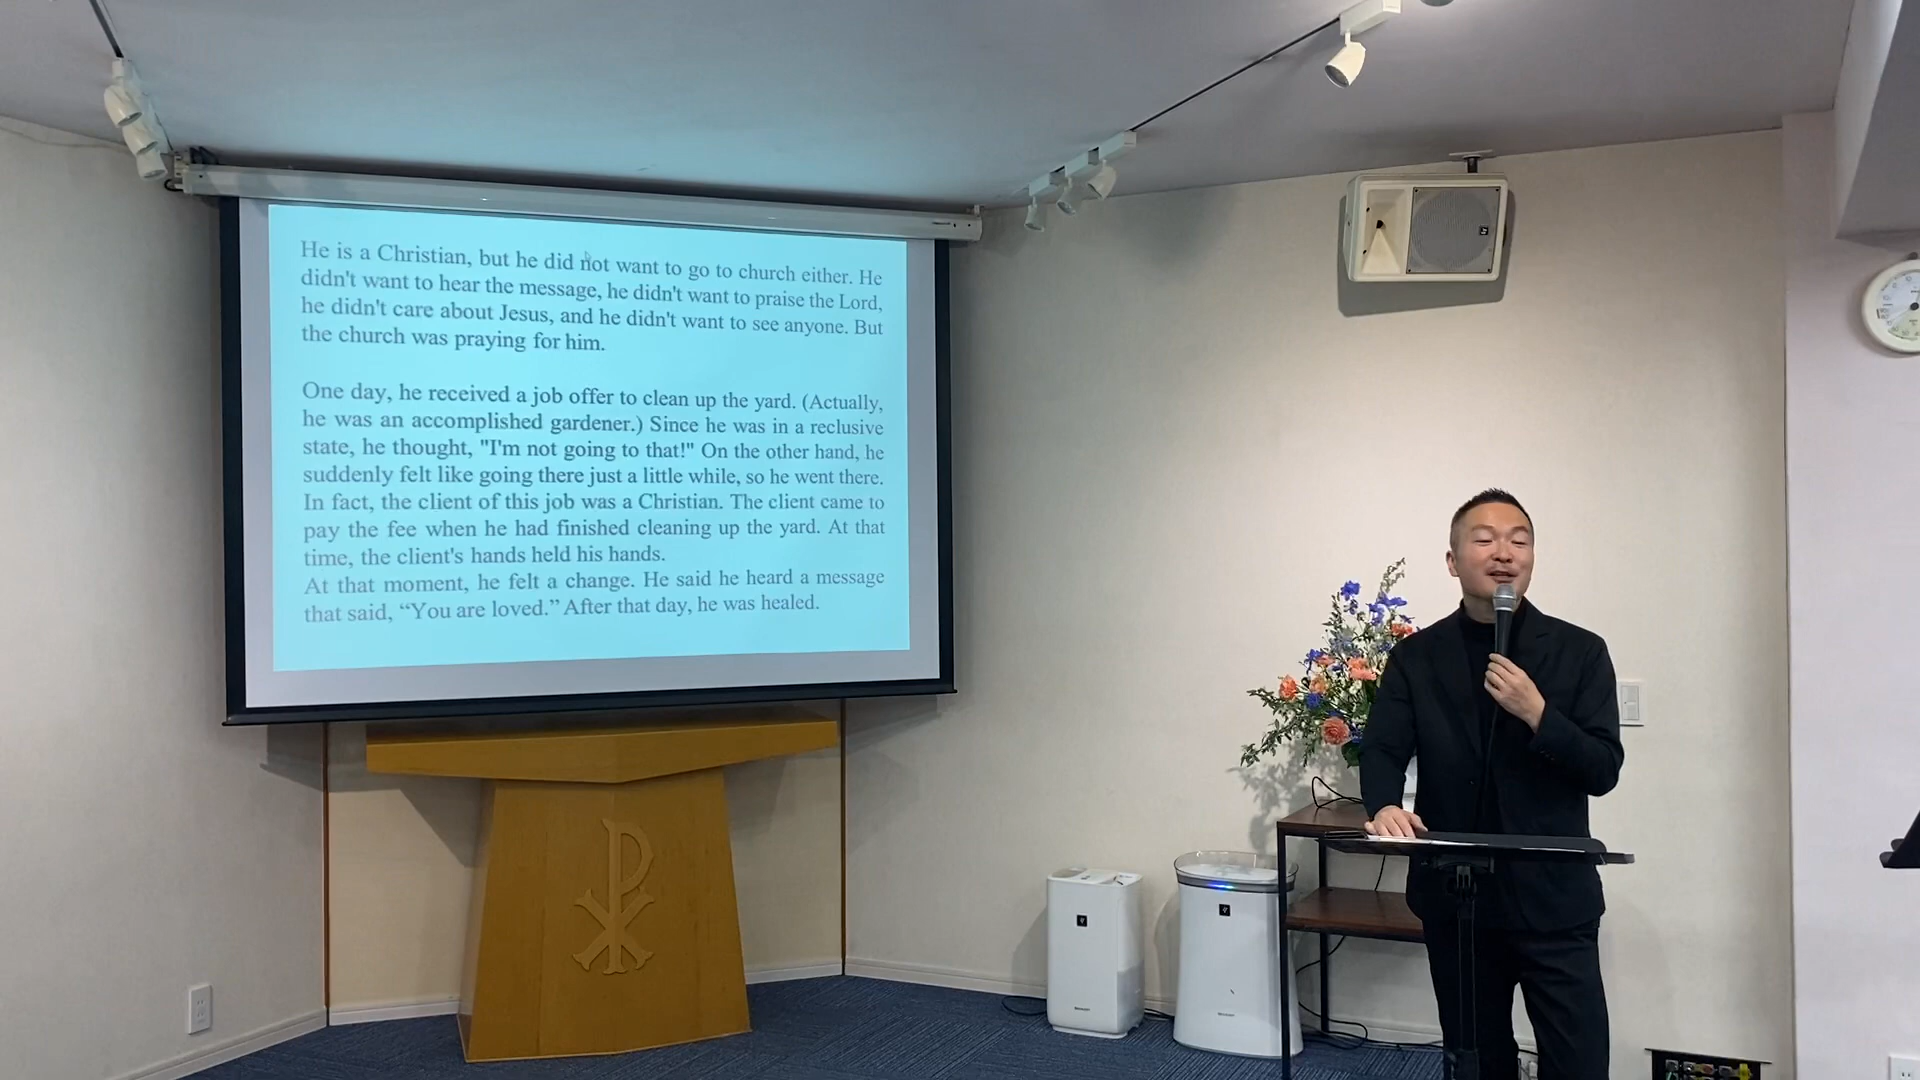 He is a Christian, but he did not want to go to church either. He
didn't want to hear the message, he didn't want to praise the Lord,
he didn't care about Jesus, and he didn't want to see anyone. But
the church was praying for him.
One day, he received a job offer to clean up the yard. (Actually,
he was an accomplished gardener.) Since he was in a reclusive
state, he thought, "I'm not going to that!" On the other hand, he
suddenly felt like going there just a little while, so he went there.
In fact, the client of this job was a Christian. The client came to
pay the fee when he had finished cleaning up the yard. At that
time, the client's hands held his hands.
At that moment, he felt a change. He said he heard a message
that said, “You are loved.” After that day, he was healed.